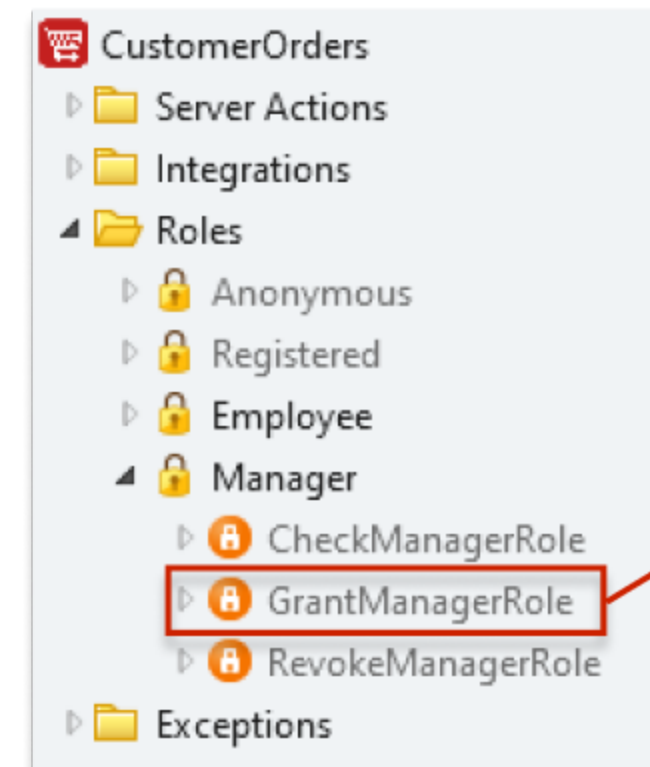 CustomerOrders
Server Actions
Integrations
Roles
Anonymous
Registered
Employee
Manager
CheckManagerRole
GrantManagerRole
RevokeManagerRole
Exceptions